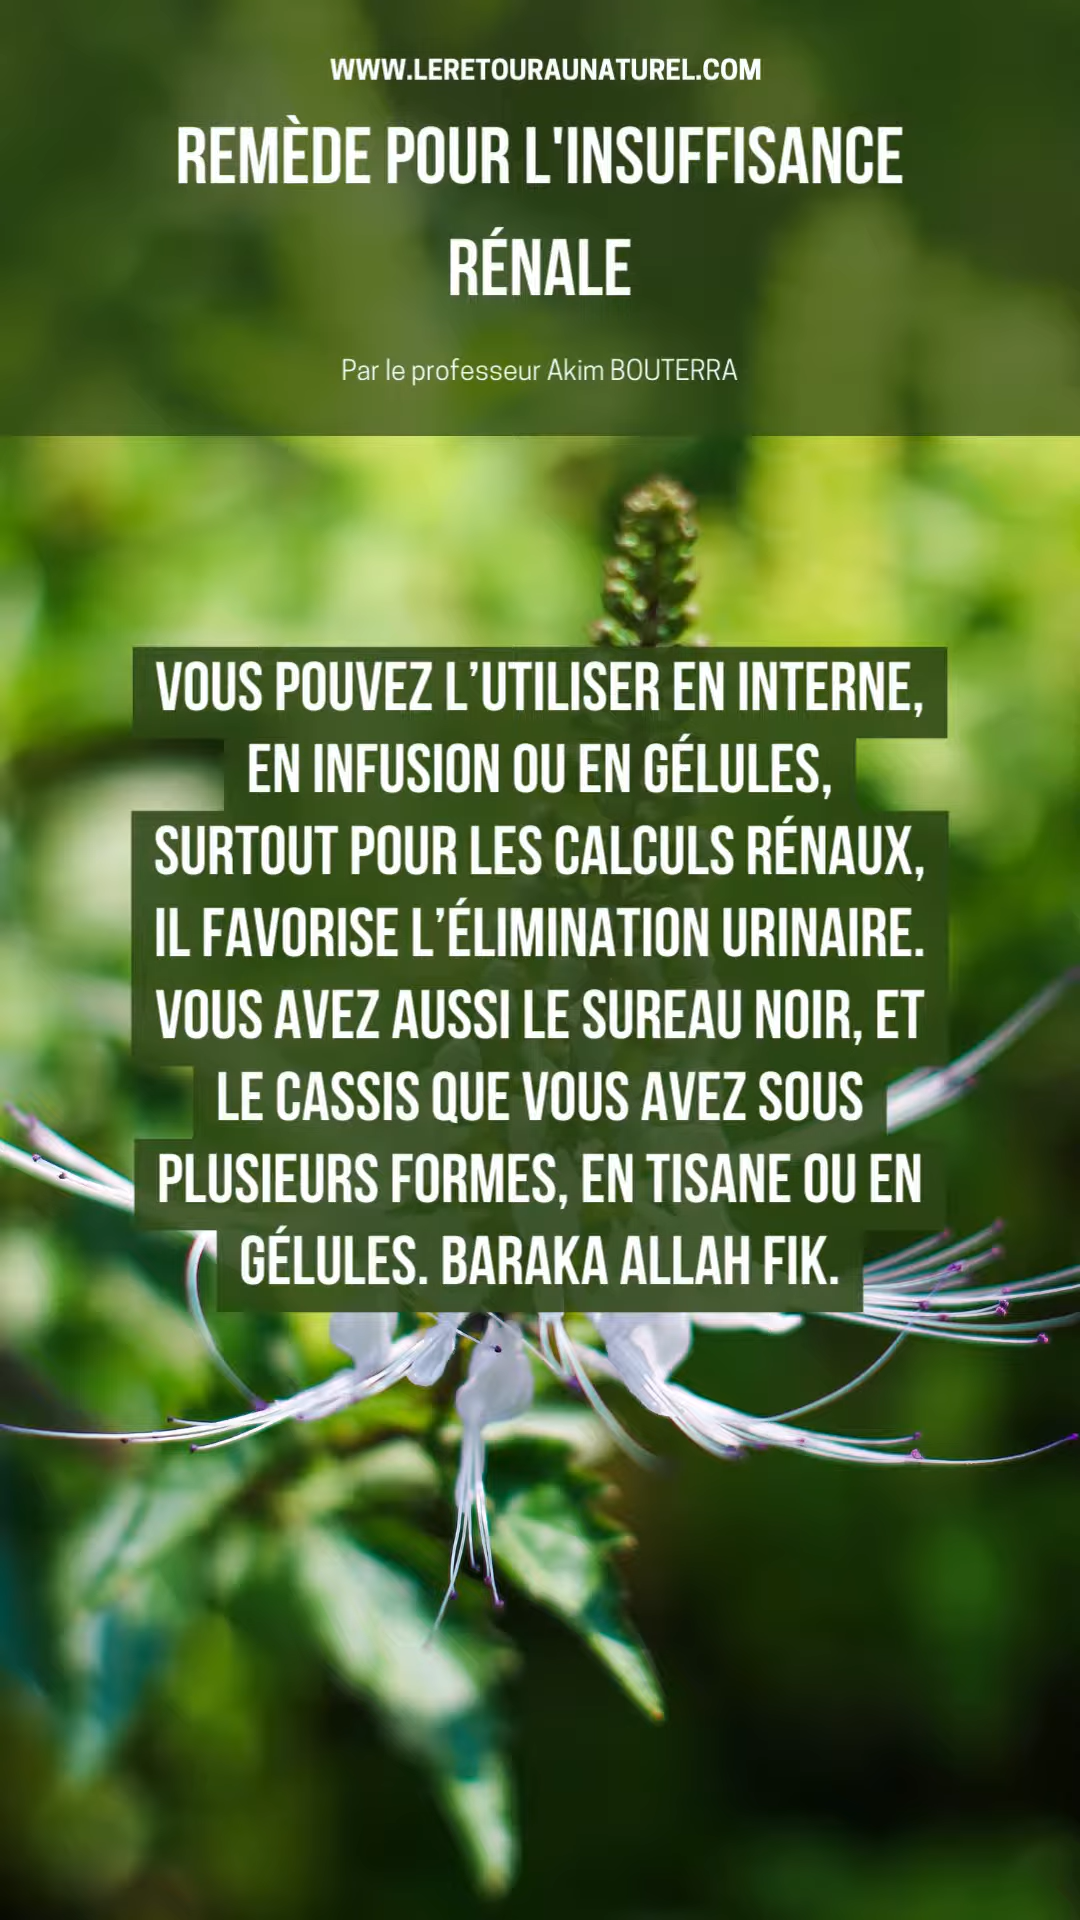 WWW.LERETOURAUNATUREL.COM
REMÈDE POUR L'INSUFFISANCE
RÉNALE
Par le professeur Akim BOUTERRA
VOUS POUVEZ L’UTILISER EN INTERNE,
EN INFUSION OU EN GÉLULES,
SURTOUT POUR LES CALCULS RÉNAUX,
IL FAVORISE L’ÉLIMINATION URINAIRE.
VOUS AVEZ AUSSI LE SUREAU NOIR, ET
LE CASSIS QUE VOUS AVEZ SOUS
PLUSIEURS FORMES, EN TISANE OU EN
GÉLULES. BARAKA ALLAH FIK.